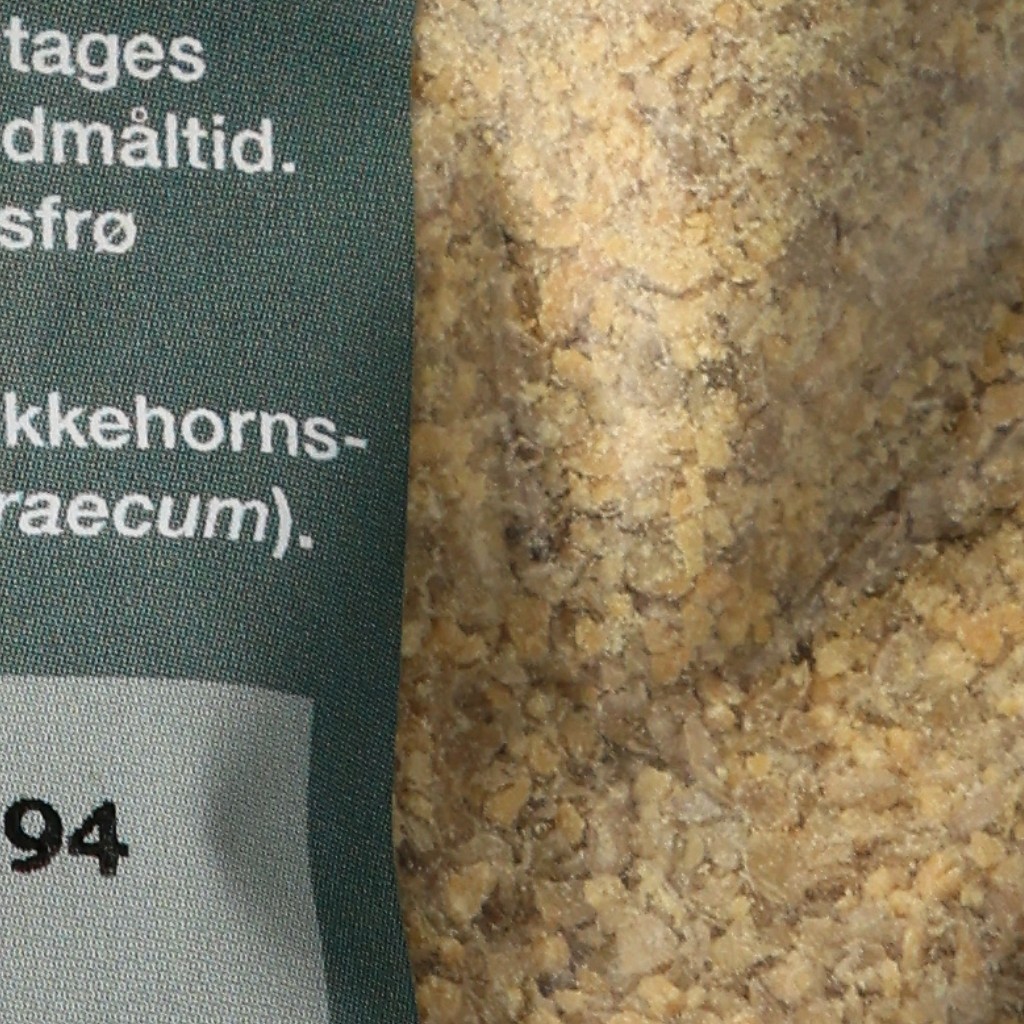 tages
dmåltid.
sfrø
kkehorns-
raecum).
94